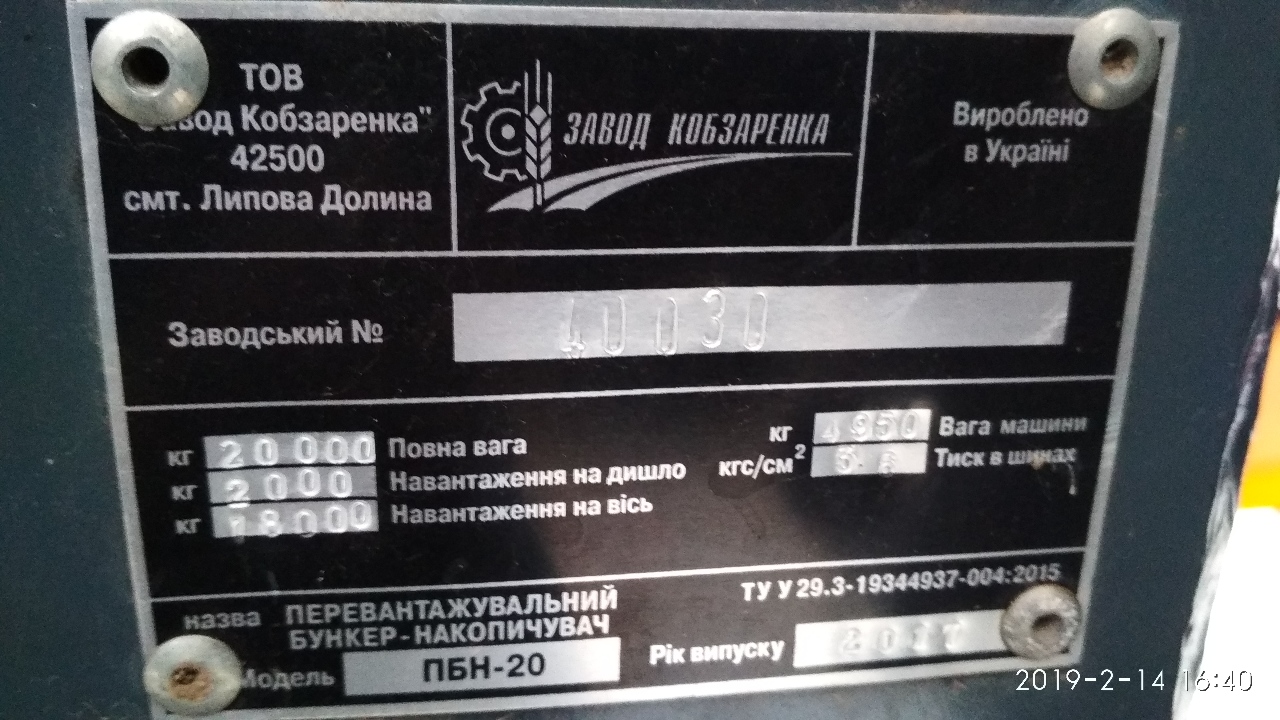 ТОВ
"Завод Кобзаренка"
42500
смт. Липова Долина
ЗАВОД КОБЗАРЕНКА
Вироблено
в Україні
Заводський № 40030
кг 20000 Повна вага
кг 2000 Навантаження на дишло
кг 18000 Навантаження на вісь
кг 4950 Вага машини
кгс/см² Тиск в шинах
ТУ У 29.3-19344937-004:2015
назва ПЕРЕВАНТАЖУВАЛЬНИЙ
БУНКЕР-НАКОПИЧУВАЧ
Модель ПБН-20
Рік випуску 2017
2019-2-14 16:40